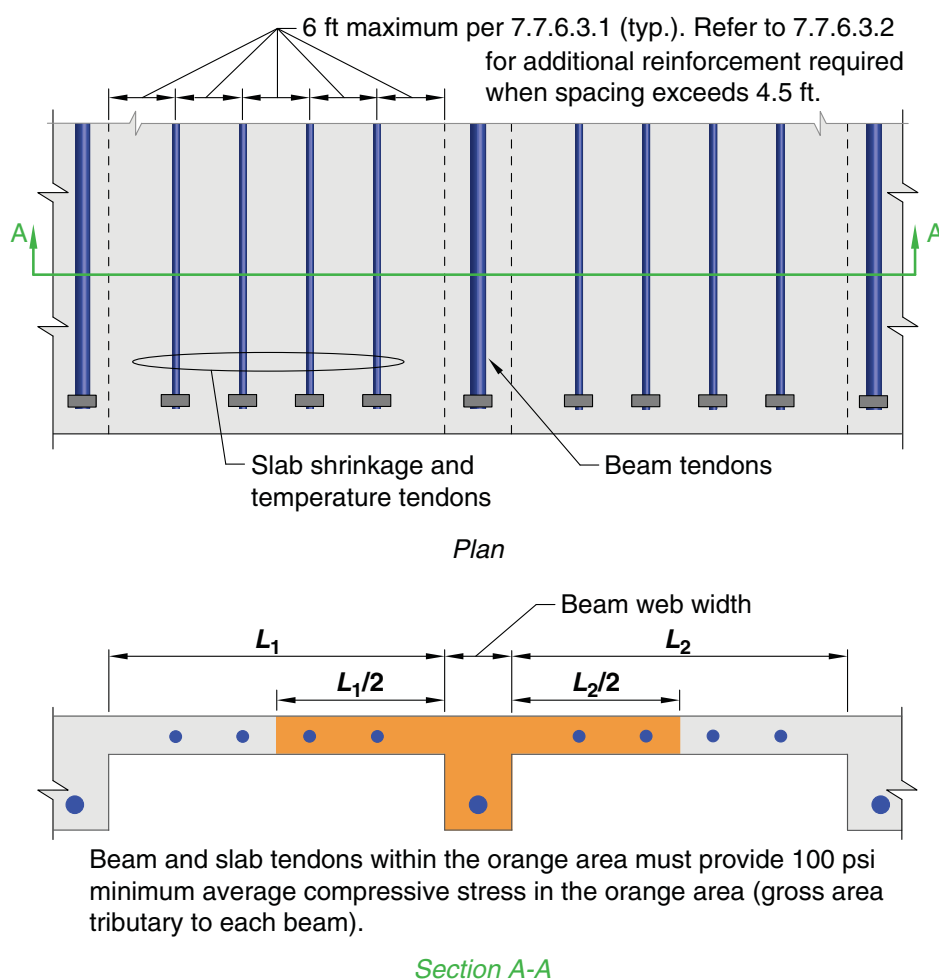 6 ft maximum per 7.7.6.3.1 (typ.). Refer to 7.7.6.3.2
for additional reinforcement required
when spacing exceeds 4.5 ft.
A
A
Slab shrinkage and
temperature tendons
Beam tendons
Plan
Beam web width
L1
L2
L1/2
L2/2
Beam and slab tendons within the orange area must provide 100 psi
minimum average compressive stress in the orange area (gross area
tributary to each beam).
Section A-A